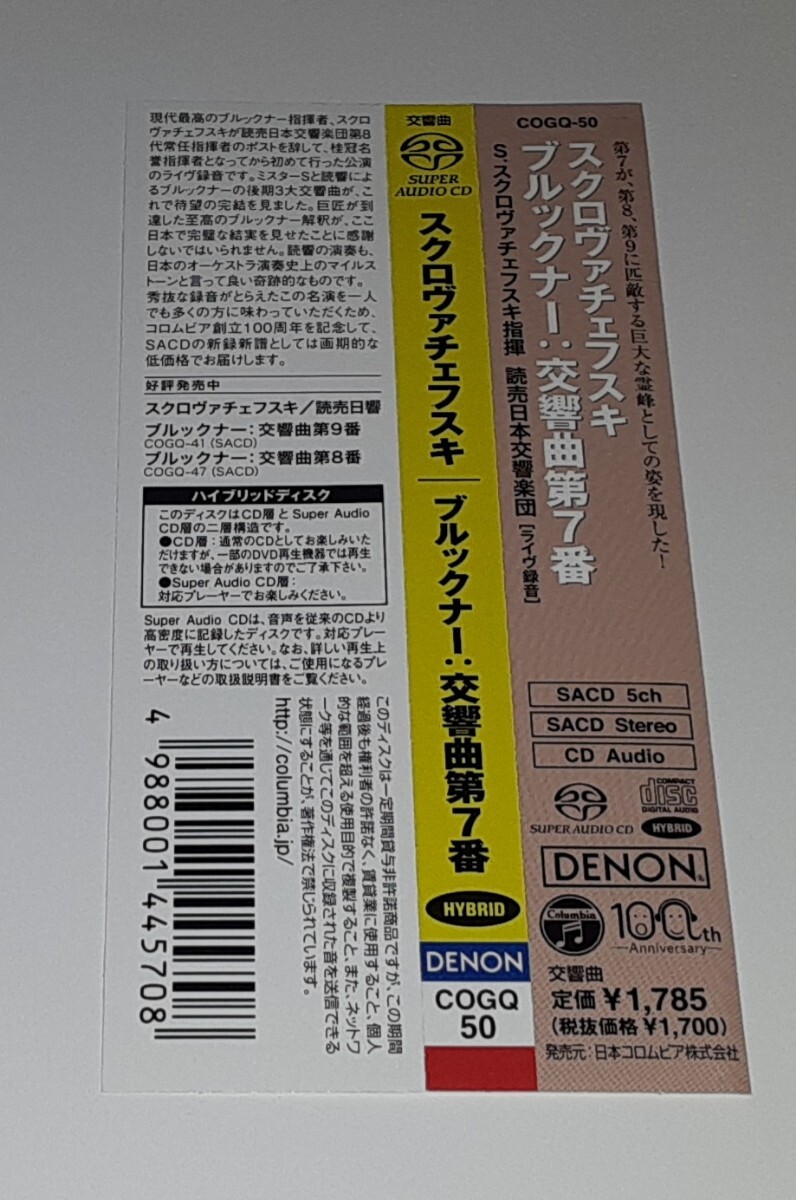 現代最高のブルックナー指揮者、スクロ
ヴァチェフスキが読売日本交響楽団第8
代常任指揮者のポストを辞して、桂冠名
誉指揮者となってから初めて行った公演
のライヴ録音です。ミスターSと読響によ
るブルックナーの後期3大交響曲が、こ
れで待望の完結を見ました。巨匠が到
達した至高のブルックナー解釈が、ここ
日本で完璧な結実を見せたことに感謝
しないではいられません。読響の演奏も、
日本のオーケストラ演奏史上のマイルス
トーンと言って良い奇跡的なものです。
秀抜な録音がとらえたこの名演を一人
でも多くの方に味わっていただくため、
コロムビア創立100周年を記念して、
SACDの新録新譜としては画期的な
低価格でお届けします。
好評発売中
スクロヴァチェフスキ/読売日響
ブルックナー:交響曲第9番
COGQ-41 (SACD)
ブルックナー:交響曲第8番
COGQ-47 (SACD)
ハイブリッドディスク
このディスクはCD層とSuper Audio
CD層の二層構造です。
●CD層:通常のCDとしてお楽しみいた
だけますが、一部のDVD再生機器では再生
できない場合がありますのでご了承下さい。
●Super Audio CD層:
対応プレーヤーでお楽しみください。
Super Audio CDは、音声を従来のCDより
高密度に記録したディスクです。対応プレー
ヤーで再生してください。なお、詳しい再生上
の取り扱い方については、ご使用になるプレ
ーヤーなどの取扱説明書をご覧ください。
このディスクは一定期間貸与非許諾商品ですが、この期間
経過後も権利者の許諾なく、賃貸業に使用すること、個人
的な範囲を超える使用目的で複製すること、また、ネットワ
ーク等を通じてこのディスクに収録された音を送信できる
状態にすることが、著作権法で禁じられています。
http://columbia.jp/
4 988001 445708
交響曲
SUPER AUDIO CD
スクロヴァチェフスキ
ブルックナー:交響曲第7番
HYBRID
DENON
COGQ
50
COGQ-50
第7が、第8、第9に匹敵する巨大な霊峰としての姿を現した!
スクロヴァチェフスキ
ブルックナー:交響曲第7番
S.スクロヴァチェフスキ指揮 読売日本交響楽団[ライヴ録音]
SACD 5ch
SACD Stereo
CD Audio
SUPER AUDIO CD
COMPACT
disc
DIGITAL AUDIO
HYBRID
DENON
Columbia
100th
Anniversary
交響曲
定価 ¥1,785
(税抜価格 ¥1,700)
発売元:日本コロムビア株式会社